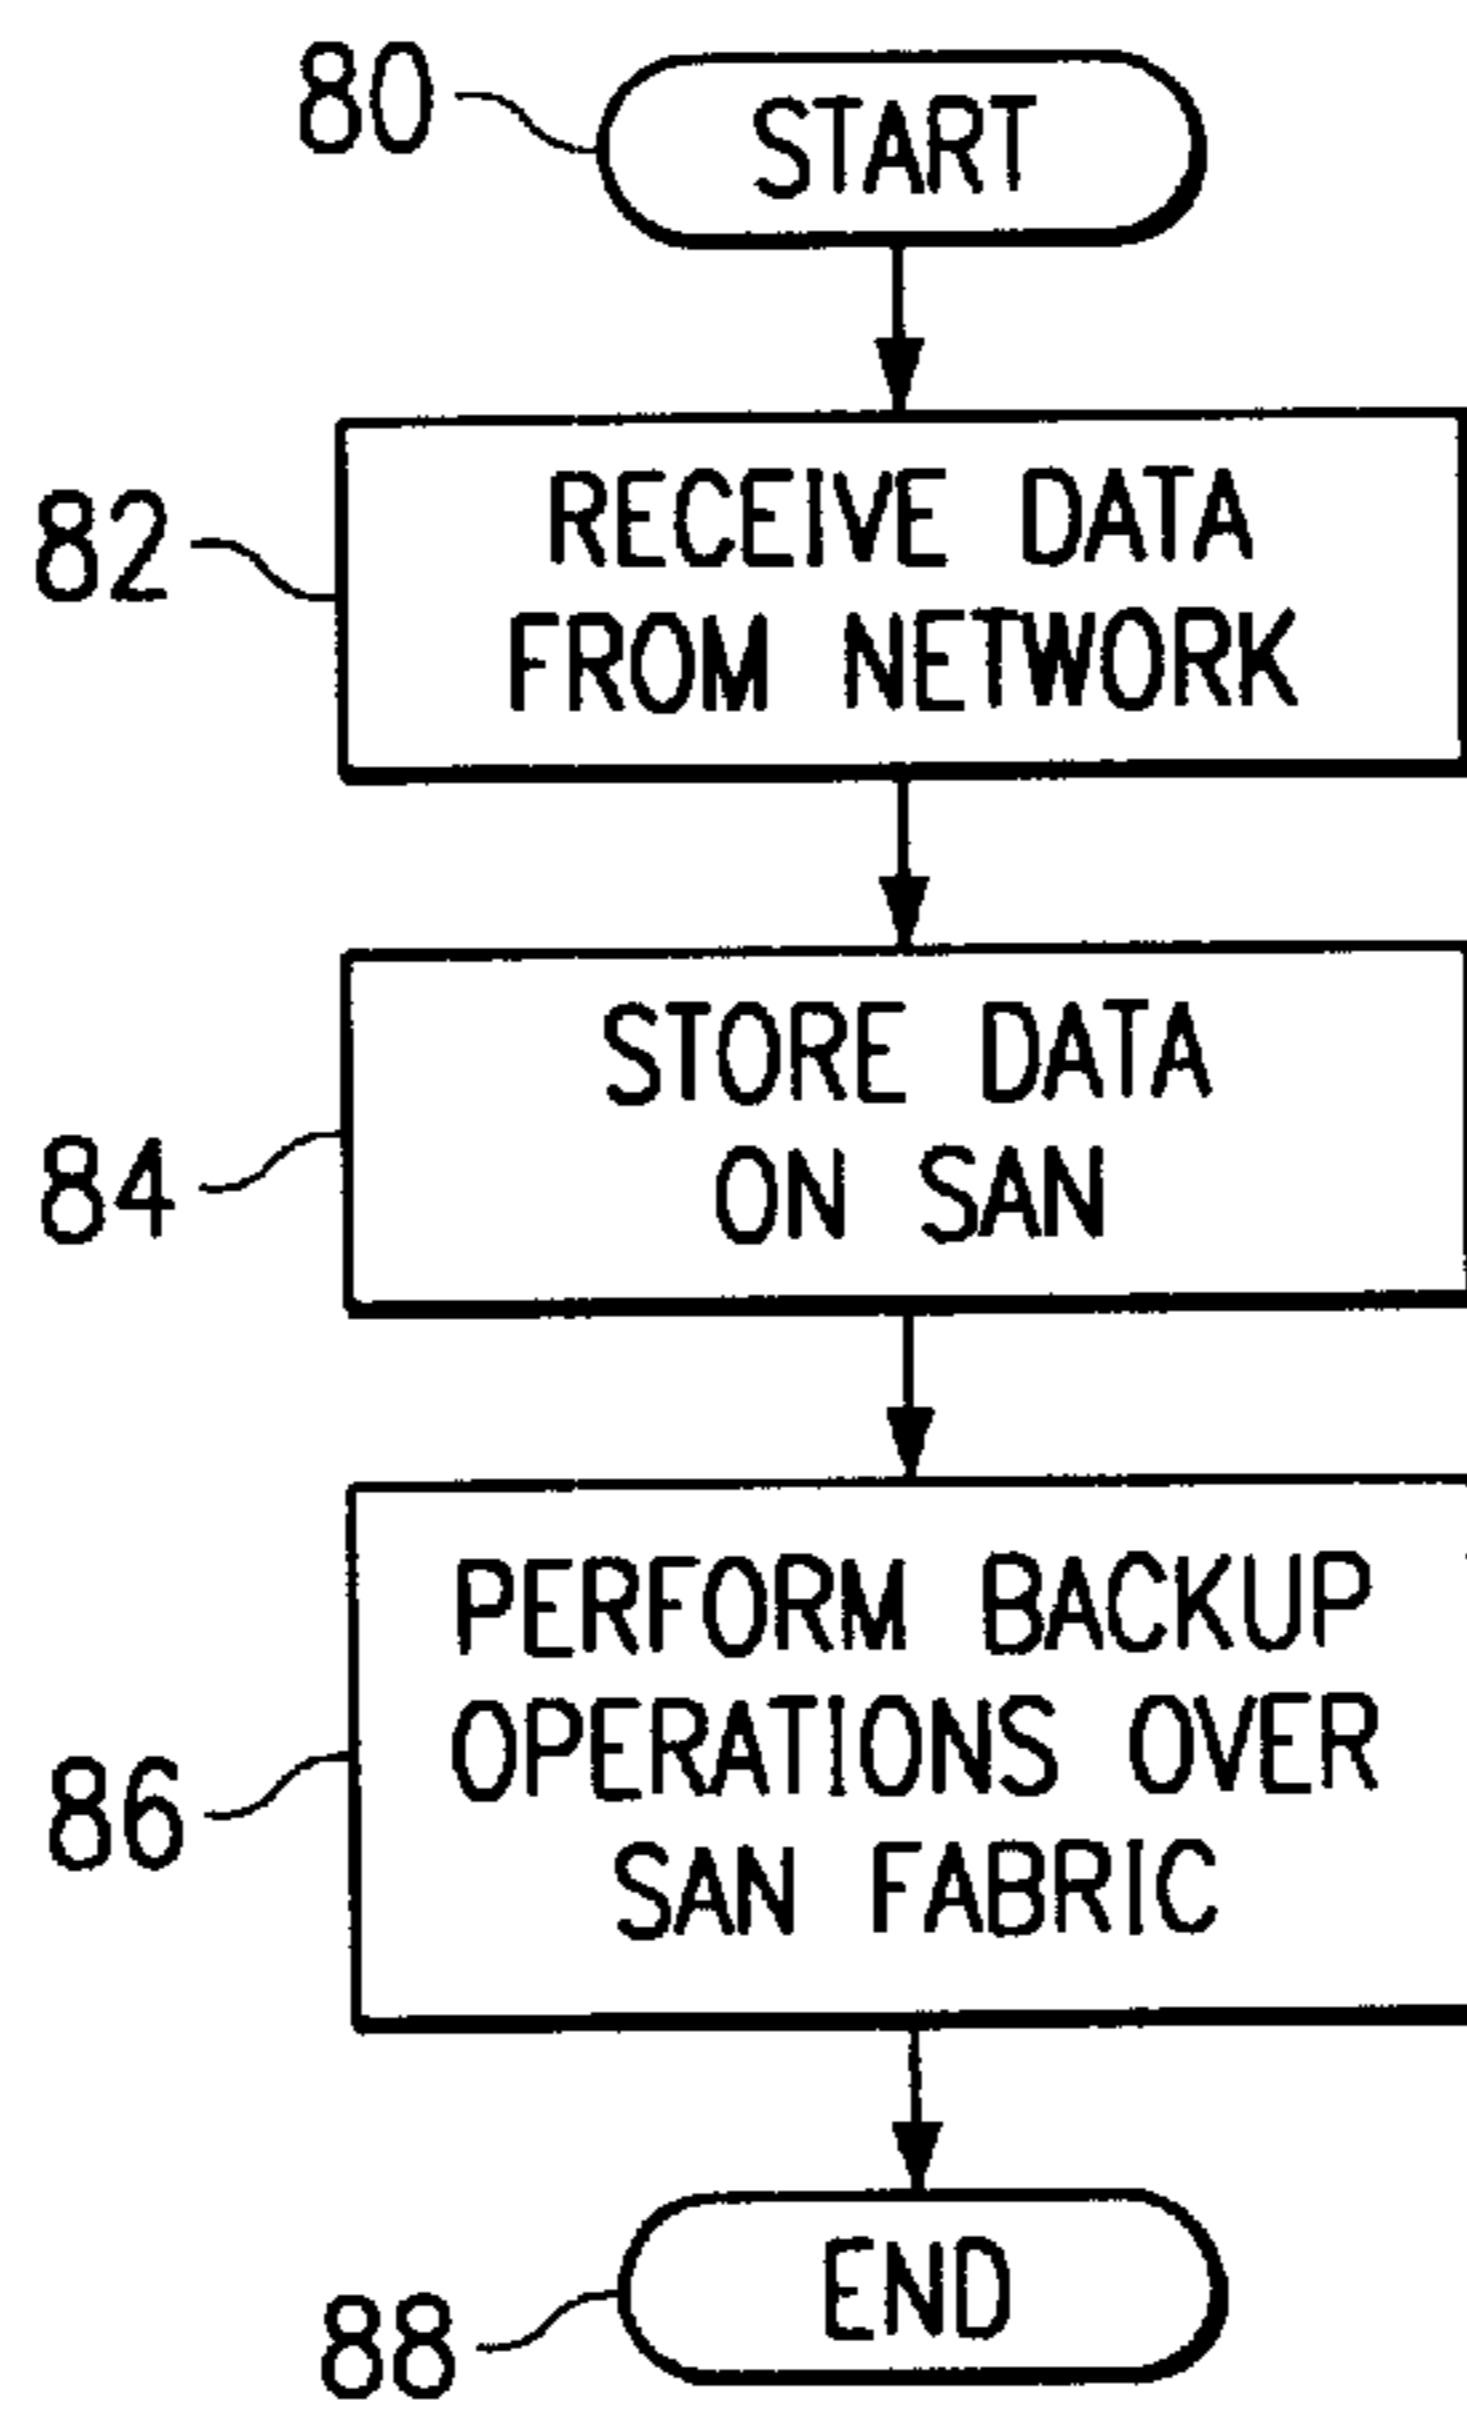 80
START
82
RECEIVE DATA
FROM NETWORK
84
STORE DATA
ON SAN
86
PERFORM BACKUP
OPERATIONS OVER
SAN FABRIC
88
END